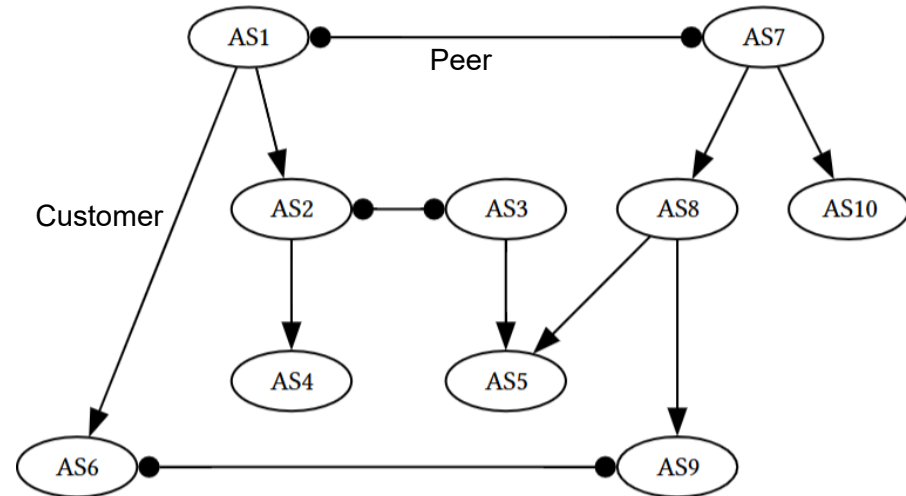 AS1
AS7
Peer
AS2
AS3
AS8
AS10
Customer
AS4
AS5
AS6
AS9